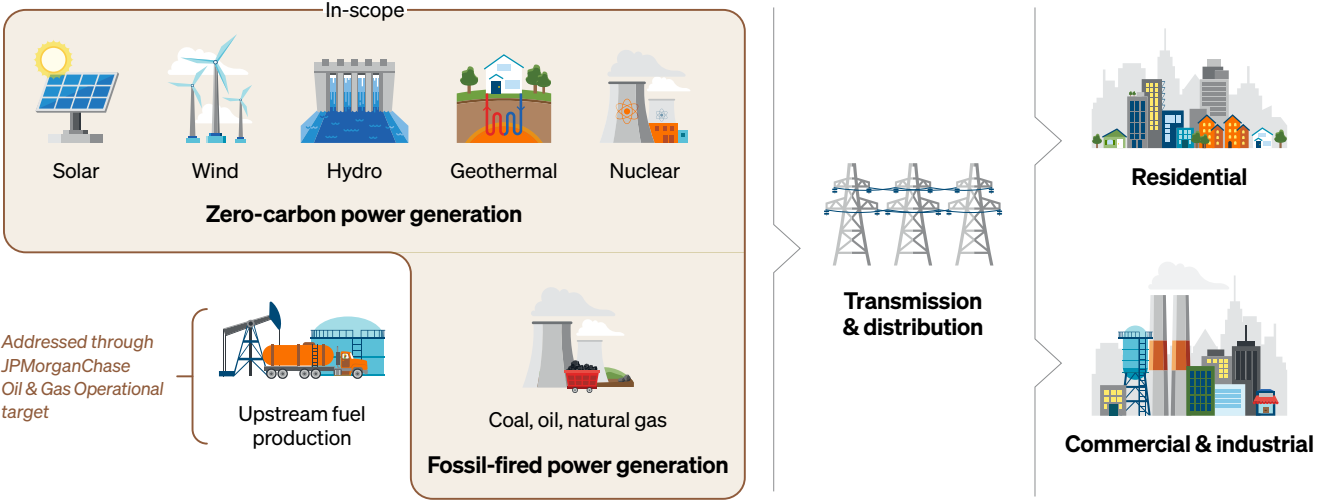 In-scope
Solar
Wind
Hydro
Geothermal
Nuclear
Zero-carbon power generation
Addressed through
JPMorganChase
Oil & Gas Operational
target
Upstream fuel
production
Coal, oil, natural gas
Fossil-fired power generation
Transmission
& distribution
Residential
Commercial & industrial